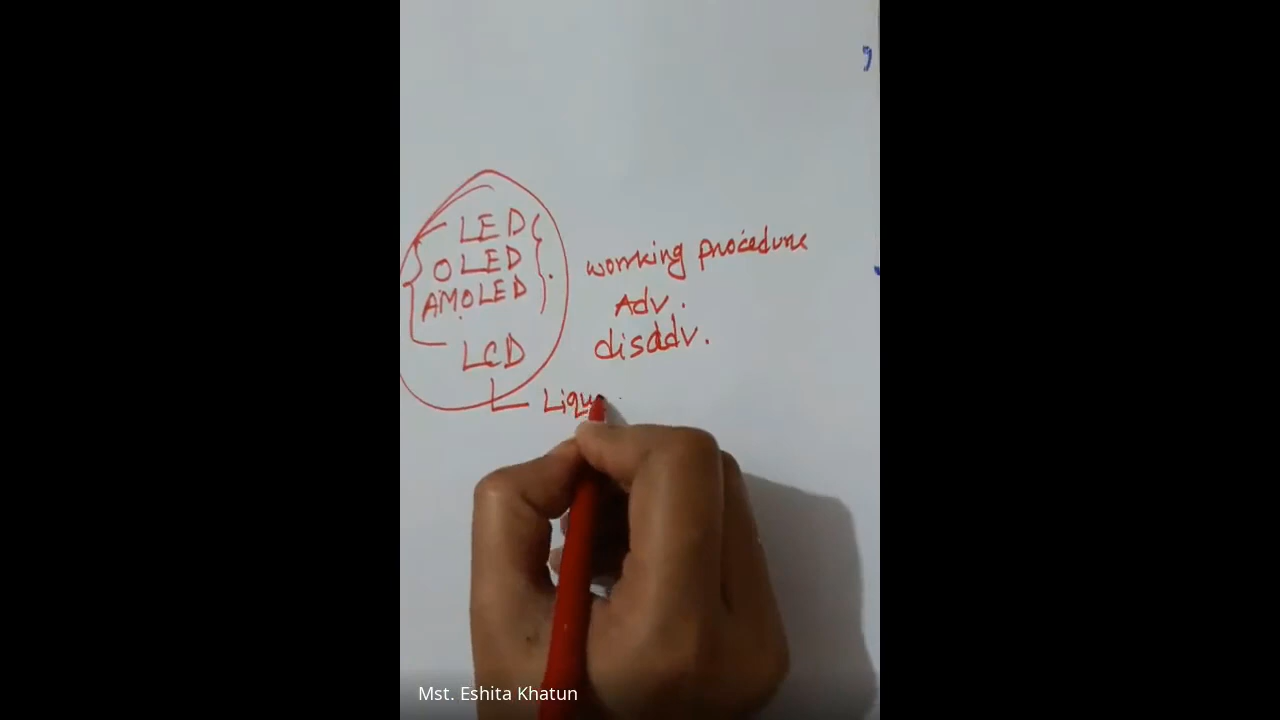 LED
OLED
AMOLED
LCD
working procedure
Adv.
disadv.
Liqu
Mst. Eshita Khatun